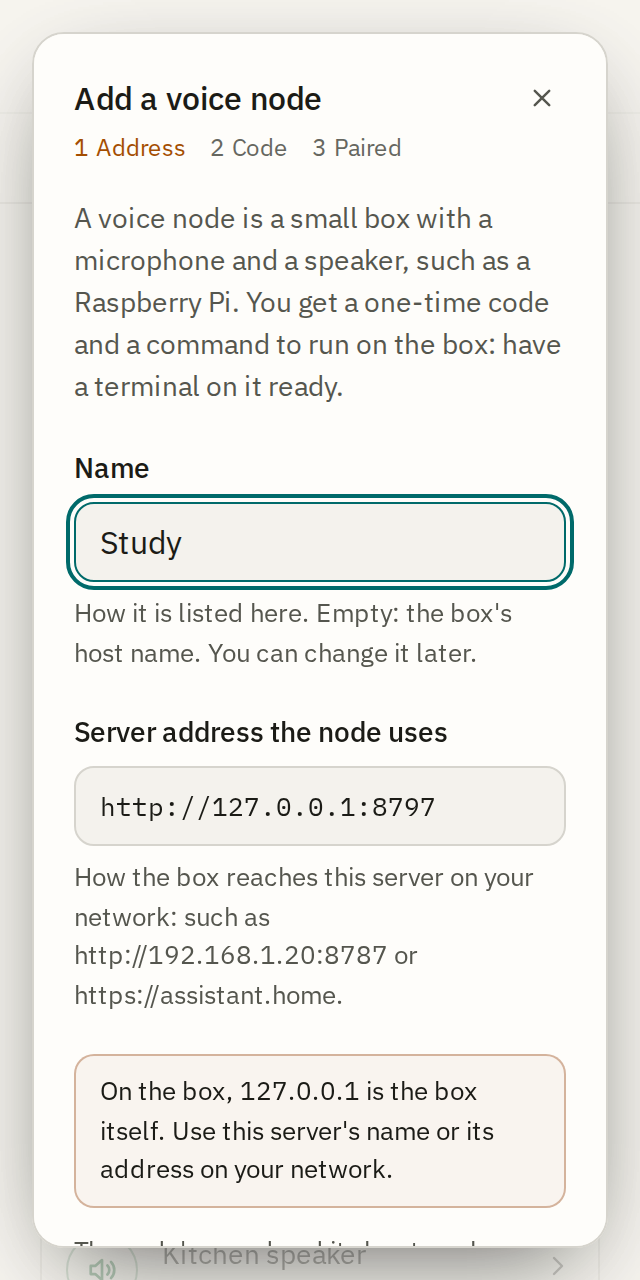 Add a voice node
1 Address 2 Code 3 Paired
A voice node is a small box with a
microphone and a speaker, such as a
Raspberry Pi. You get a one-time code
and a command to run on the box: have
a terminal on it ready.
Name
Study
How it is listed here. Empty: the box's
host name. You can change it later.
Server address the node uses
http://127.0.0.1:8797
How the box reaches this server on your
network: such as
http://192.168.1.20:8787 or
https://assistant.home.
On the box, 127.0.0.1 is the box
itself. Use this server's name or its
address on your network.
Kitchen speaker